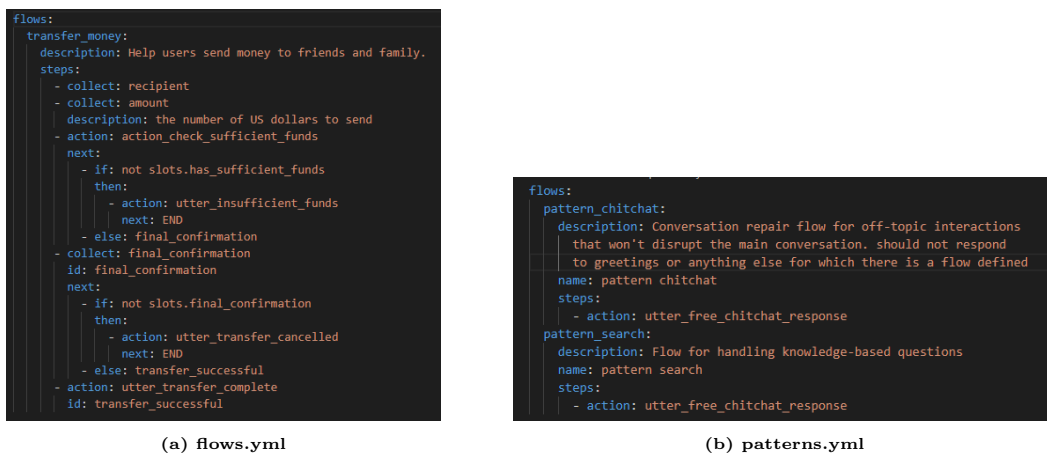 flows:
  transfer_money:
    description: Help users send money to friends and family.
    steps:
      - collect: recipient
      - collect: amount
        description: the number of US dollars to send
      - action: action_check_sufficient_funds
        next:
          - if: not slots.has_sufficient_funds
            then:
              - action: utter_insufficient_funds
                next: END
          - else: final_confirmation
      - collect: final_confirmation
        id: final_confirmation
        next:
          - if: not slots.final_confirmation
            then:
              - action: utter_transfer_cancelled
                next: END
          - else: transfer_successful
      - action: utter_transfer_complete
        id: transfer_successful
(a) flows.yml
flows:
  pattern_chitchat:
    description: Conversation repair flow for off-topic interactions
      that won't disrupt the main conversation. should not respond
      to greetings or anything else for which there is a flow defined
    name: pattern chitchat
    steps:
      - action: utter_free_chitchat_response
  pattern_search:
    description: Flow for handling knowledge-based questions
    name: pattern search
    steps:
      - action: utter_free_chitchat_response
(b) patterns.yml